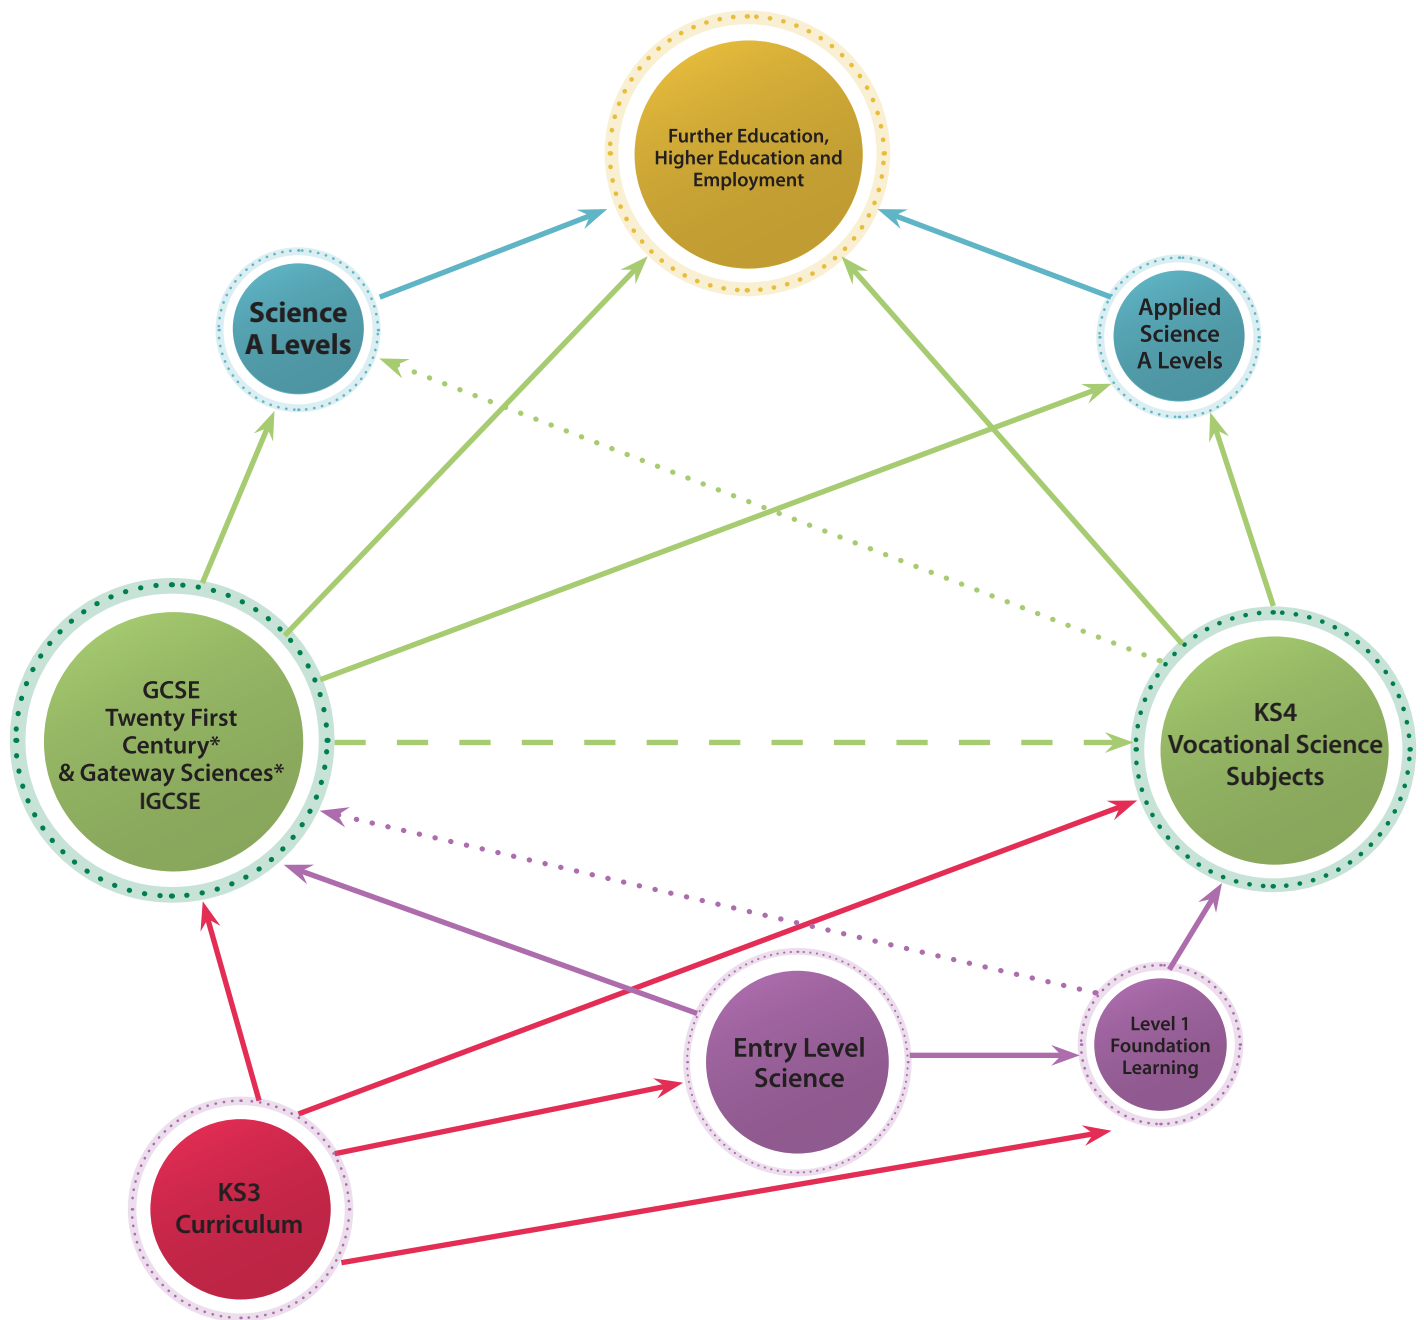 Further Education,
Higher Education and
Employment
Science
A Levels
Applied
Science
A Levels
GCSE
Twenty First
Century*
& Gateway Sciences*
IGCSE
KS4
Vocational Science
Subjects
Entry Level
Science
Level 1
Foundation
Learning
KS3
Curriculum